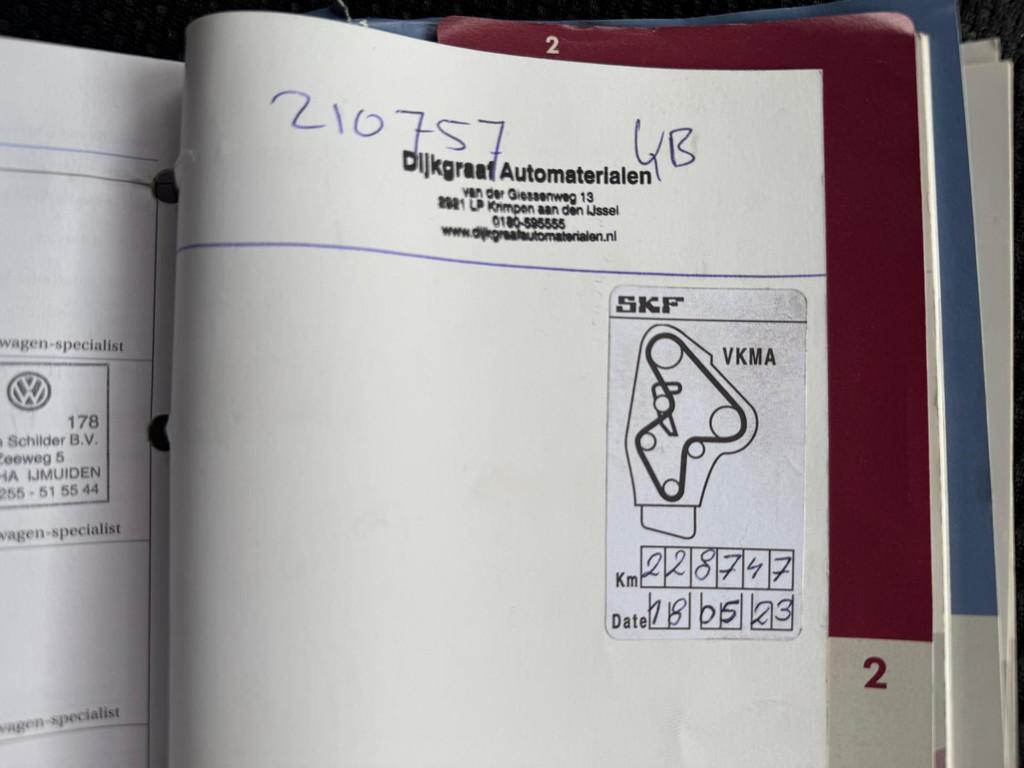 2
210757 GB
Dijkgraaf Automaterialen
van der Giessenweg 13
2921 LP Krimpen aan den IJssel
0180-595555
www.dijkgraafautomaterialen.nl
SKF
VKMA
Km 228747
Date 18 05 23
2
wagen-specialist
178
Schilder B.V.
Zeeweg 5
HA IJMUIDEN
255 - 51 55 44
wagen-specialist
wagen-specialist